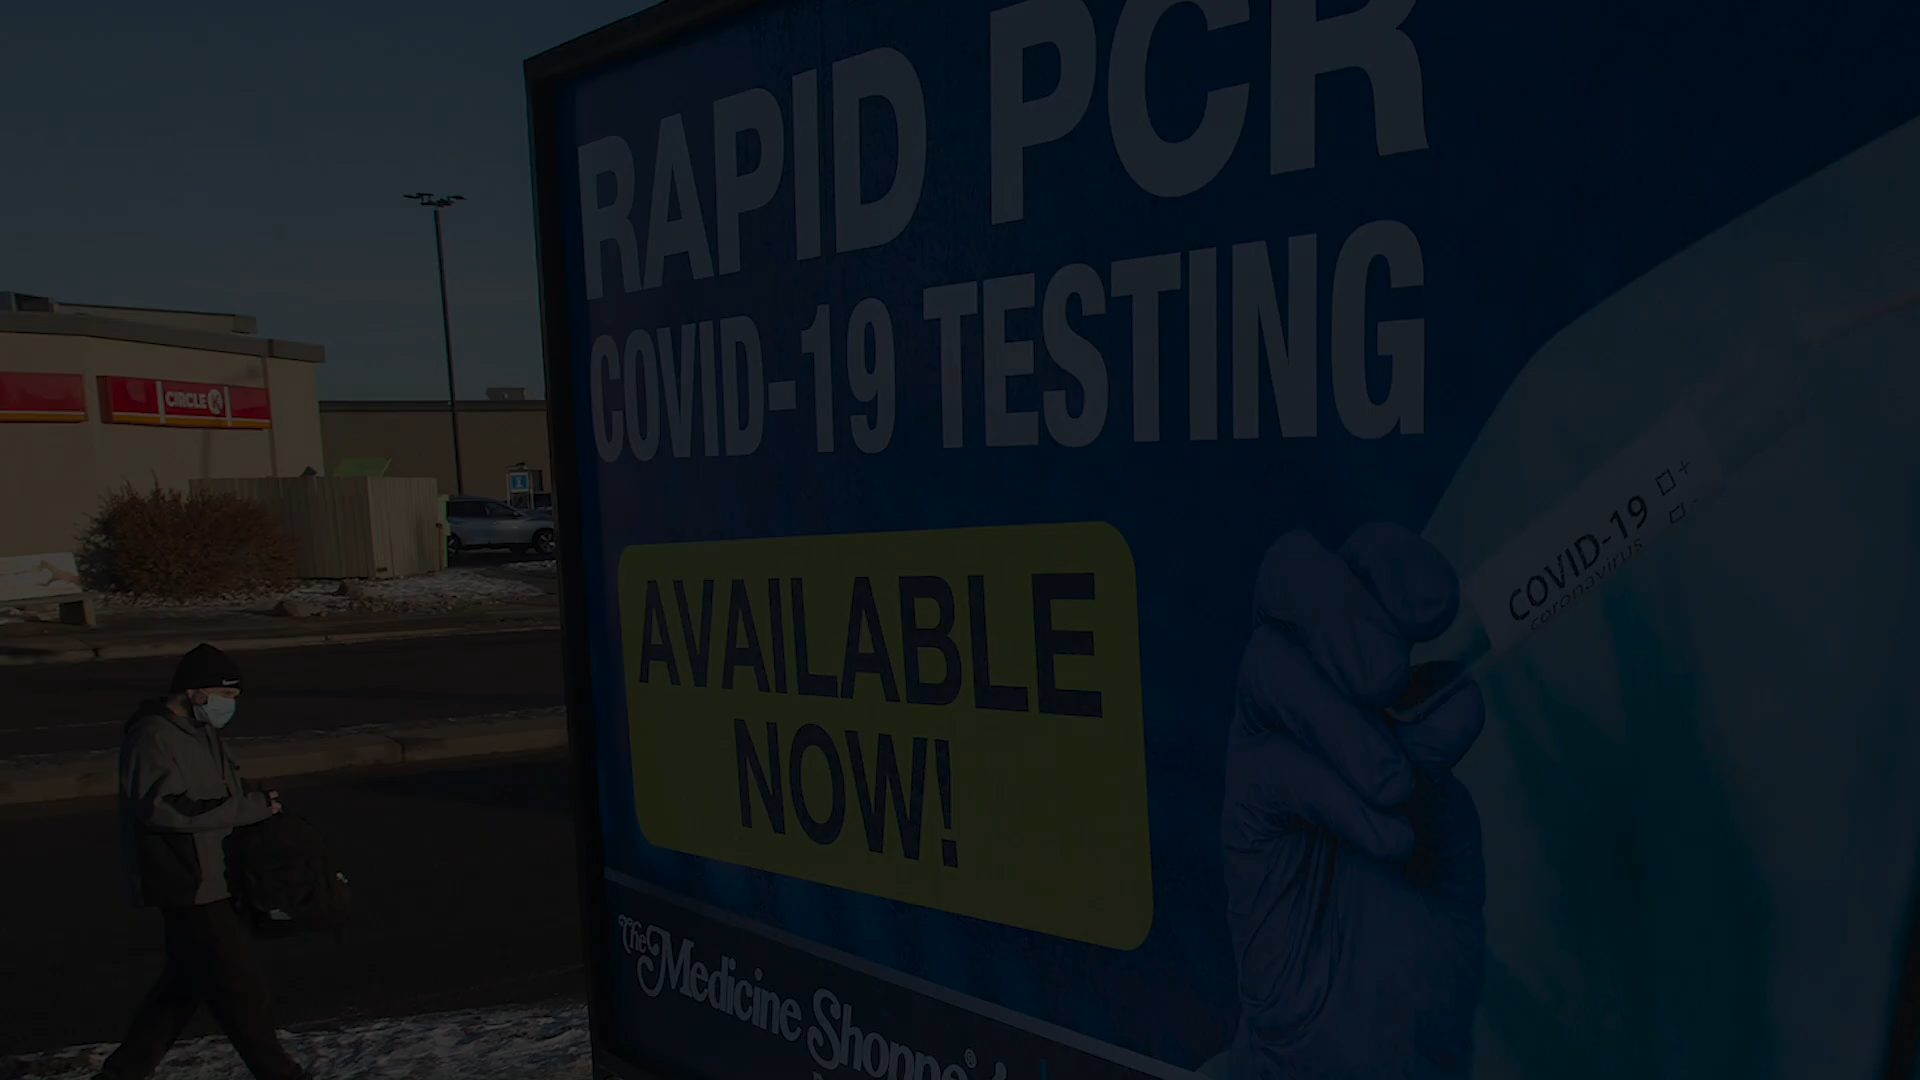 RAPID PCR
COVID-19 TESTING
AVAILABLE
NOW!
The Medicine Shoppe®
COVID-19
coronavirus
CIRCLE K